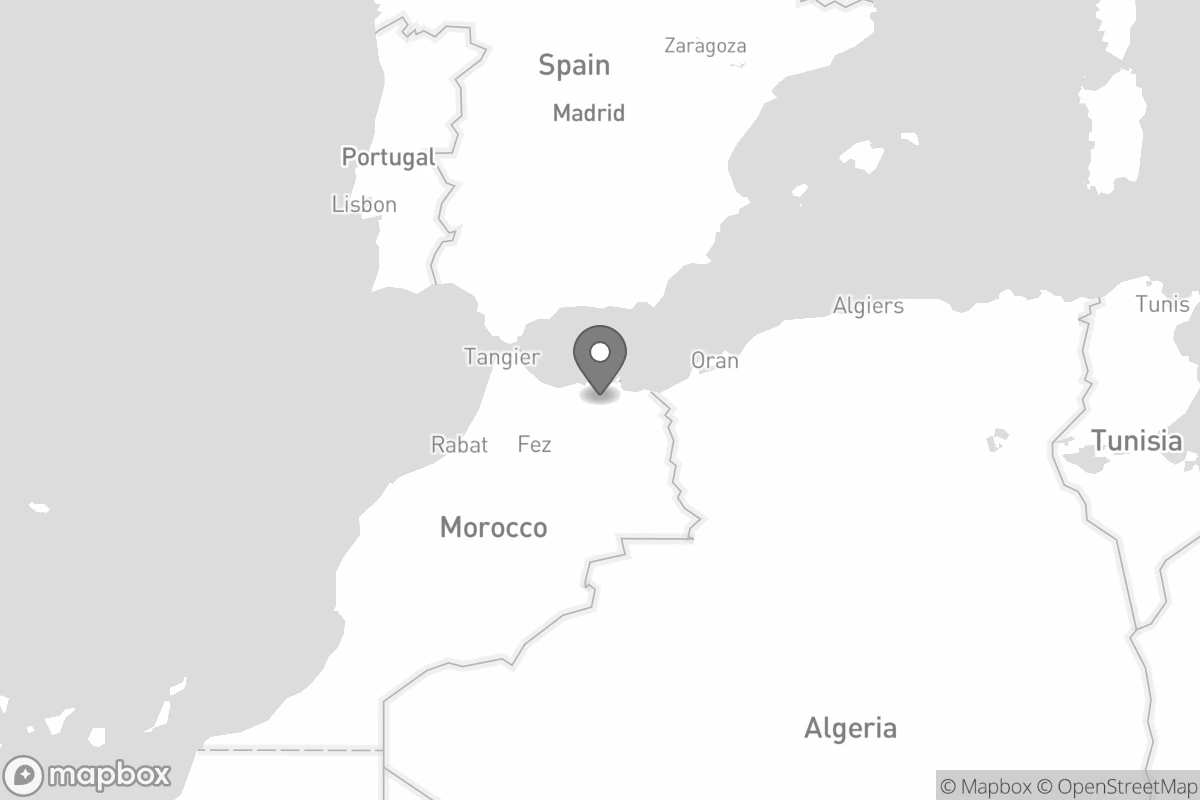 Zaragoza
Spain
Madrid
Portugal
Lisbon
Algiers
Tunis
Tangier
Oran
Rabat
Fez
Tunisia
Morocco
Algeria
mapbox
© Mapbox © OpenStreetMap